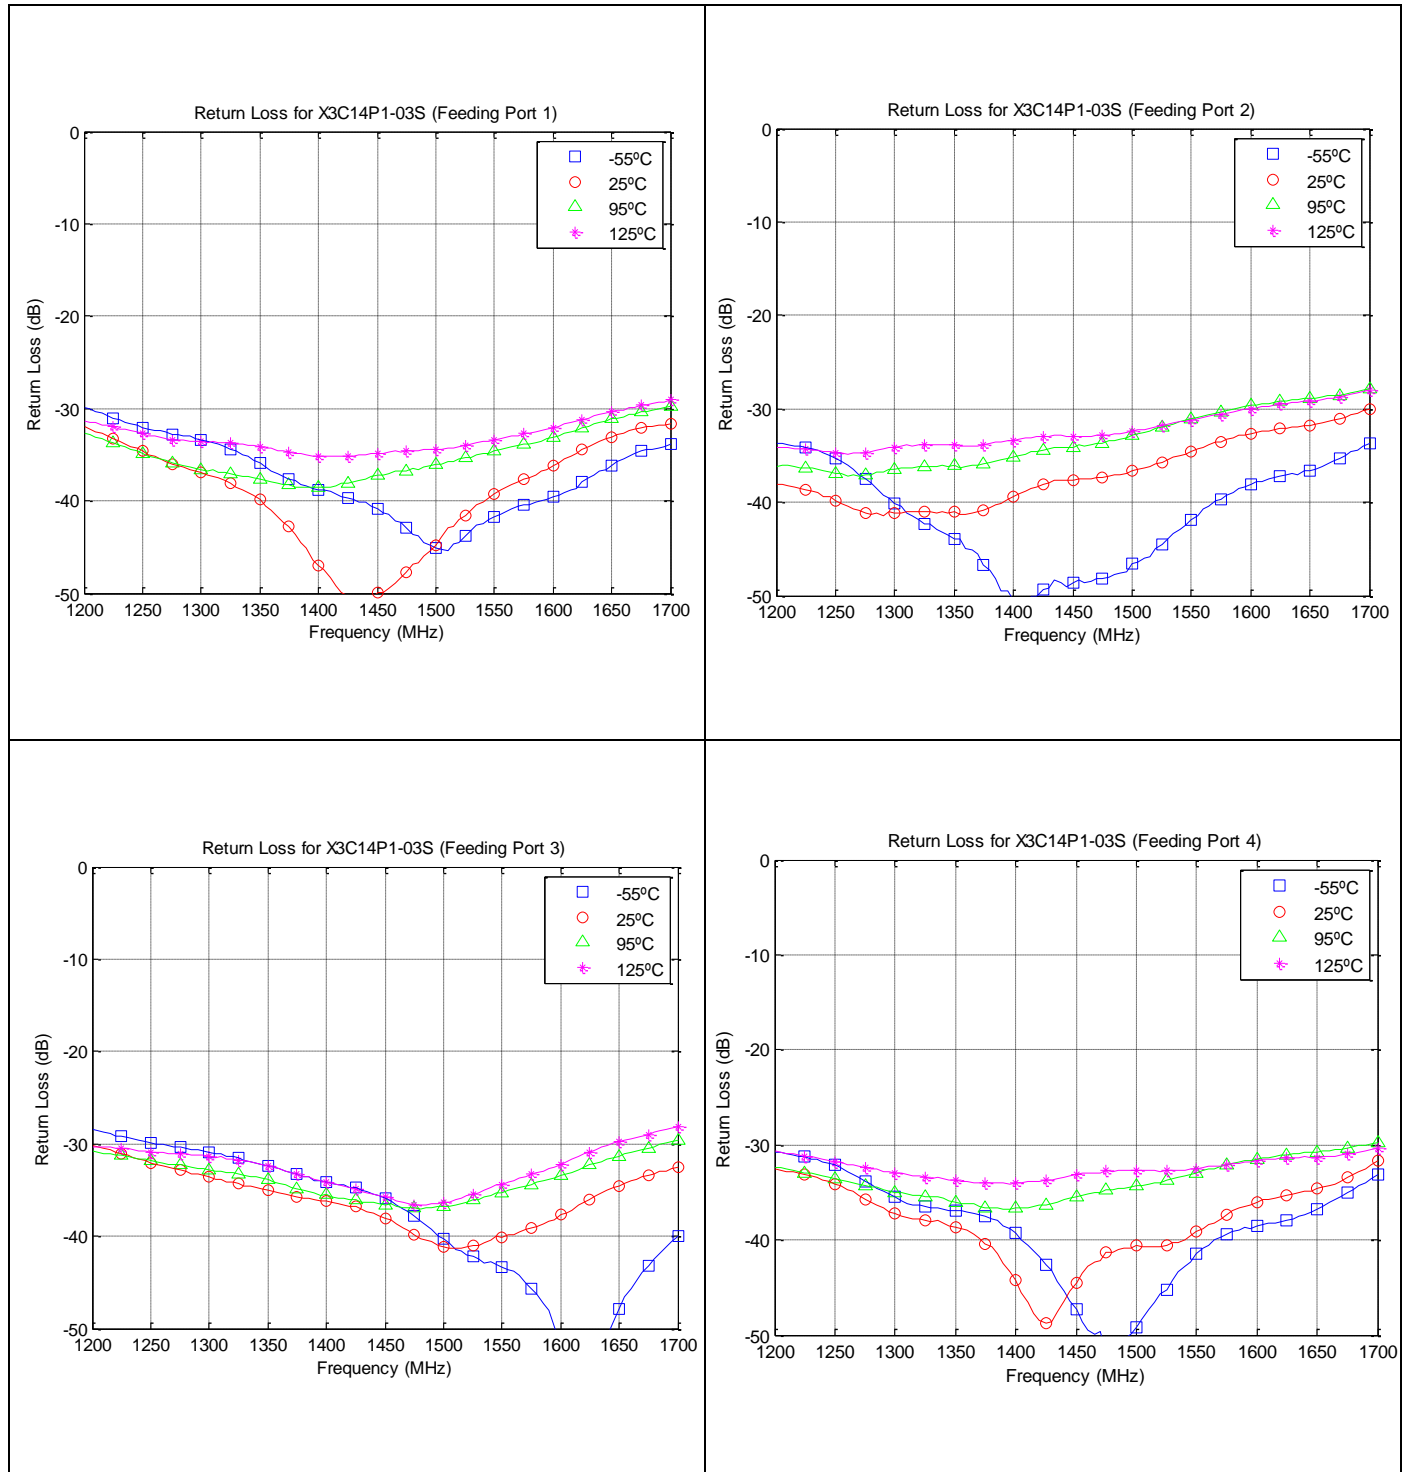 Return Loss for X3C14P1-03S (Feeding Port 1)
Return Loss (dB)
0
-10
-20
-30
-40
-50
1200 1250 1300 1350 1400 1450 1500 1550 1600 1650 1700
Frequency (MHz)
-55ºC
25ºC
95ºC
125ºC
Return Loss for X3C14P1-03S (Feeding Port 2)
Return Loss (dB)
0
-10
-20
-30
-40
-50
1200 1250 1300 1350 1400 1450 1500 1550 1600 1650 1700
Frequency (MHz)
-55ºC
25ºC
95ºC
125ºC
Return Loss for X3C14P1-03S (Feeding Port 3)
Return Loss (dB)
0
-10
-20
-30
-40
-50
1200 1250 1300 1350 1400 1450 1500 1550 1600 1650 1700
Frequency (MHz)
-55ºC
25ºC
95ºC
125ºC
Return Loss for X3C14P1-03S (Feeding Port 4)
Return Loss (dB)
0
-10
-20
-30
-40
-50
1200 1250 1300 1350 1400 1450 1500 1550 1600 1650 1700
Frequency (MHz)
-55ºC
25ºC
95ºC
125ºC